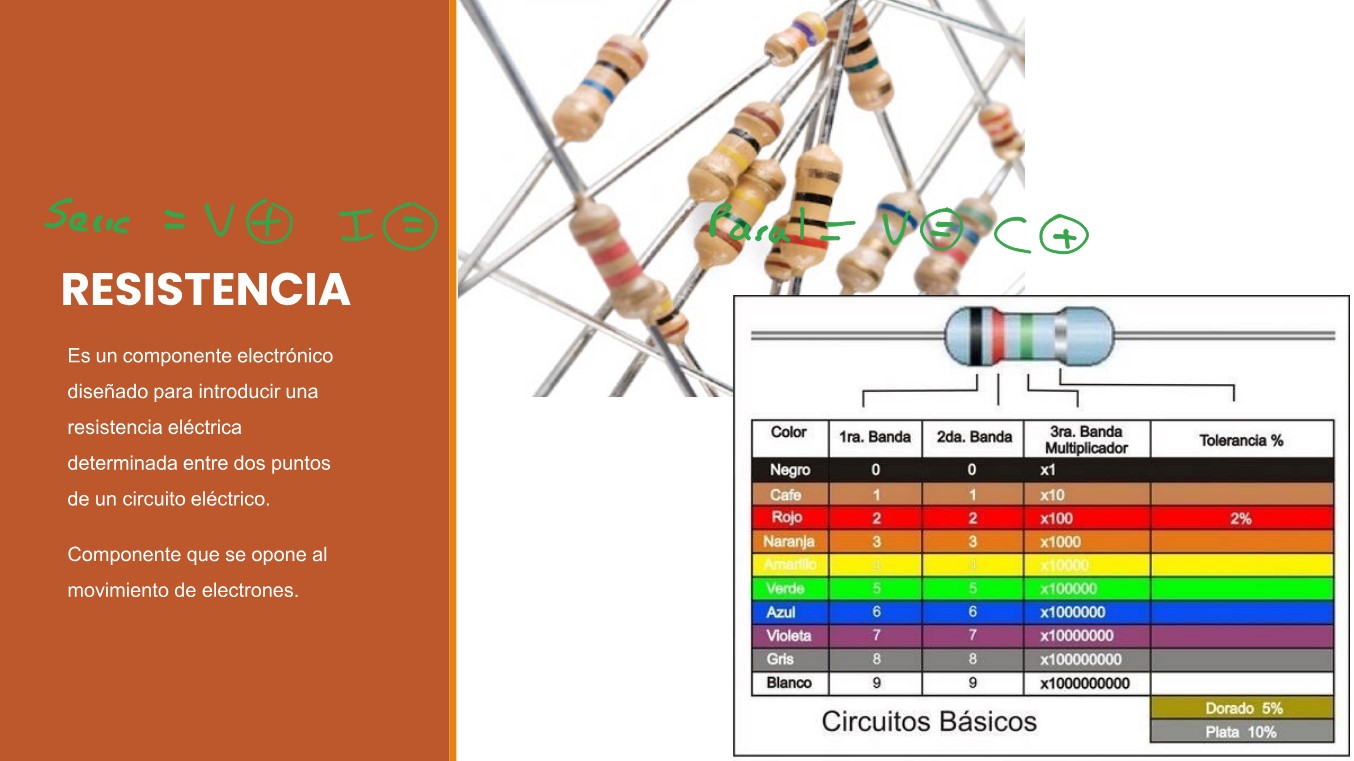 Serie = V + I =
Paral = V = C +
RESISTENCIA
Es un componente electrónico
diseñado para introducir una
resistencia eléctrica
determinada entre dos puntos
de un circuito eléctrico.
Componente que se opone al
movimiento de electrones.
Color 1ra. Banda 2da. Banda 3ra. Banda Multiplicador Tolerancia %
Negro 0 0 x1
Cafe 1 1 x10
Rojo 2 2 x100 2%
Naranja 3 3 x1000
Amarillo 4 4 x10000
Verde 5 5 x100000
Azul 6 6 x1000000
Violeta 7 7 x10000000
Gris 8 8 x100000000
Blanco 9 9 x1000000000
Dorado 5%
Plata 10%
Circuitos Básicos